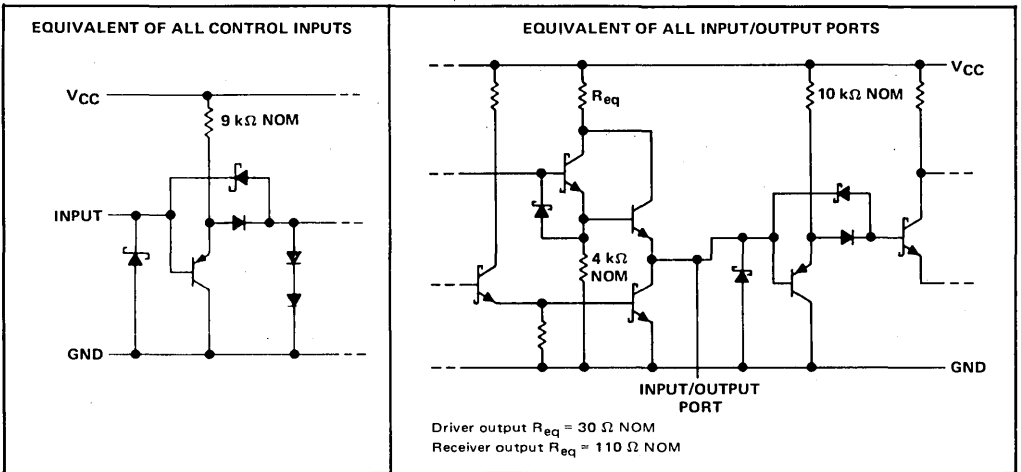 EQUIVALENT OF ALL CONTROL INPUTS
VCC
9 kΩ NOM
INPUT
GND
EQUIVALENT OF ALL INPUT/OUTPUT PORTS
VCC
Req
10 kΩ NOM
4 kΩ
NOM
GND
INPUT/OUTPUT
PORT
Driver output Req = 30 Ω NOM
Receiver output Req = 110 Ω NOM